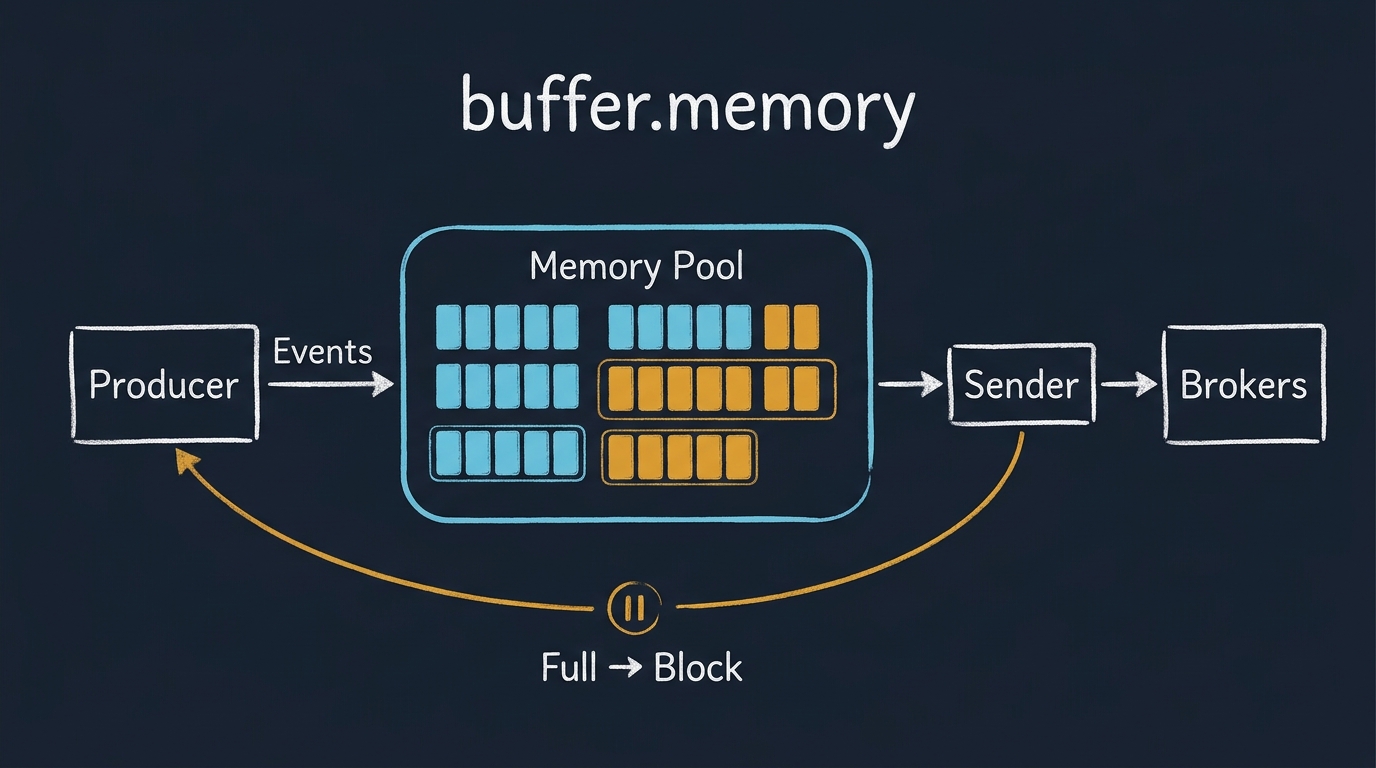 buffer.memory
Memory Pool
Producer
Events
Sender
Brokers
Full → Block